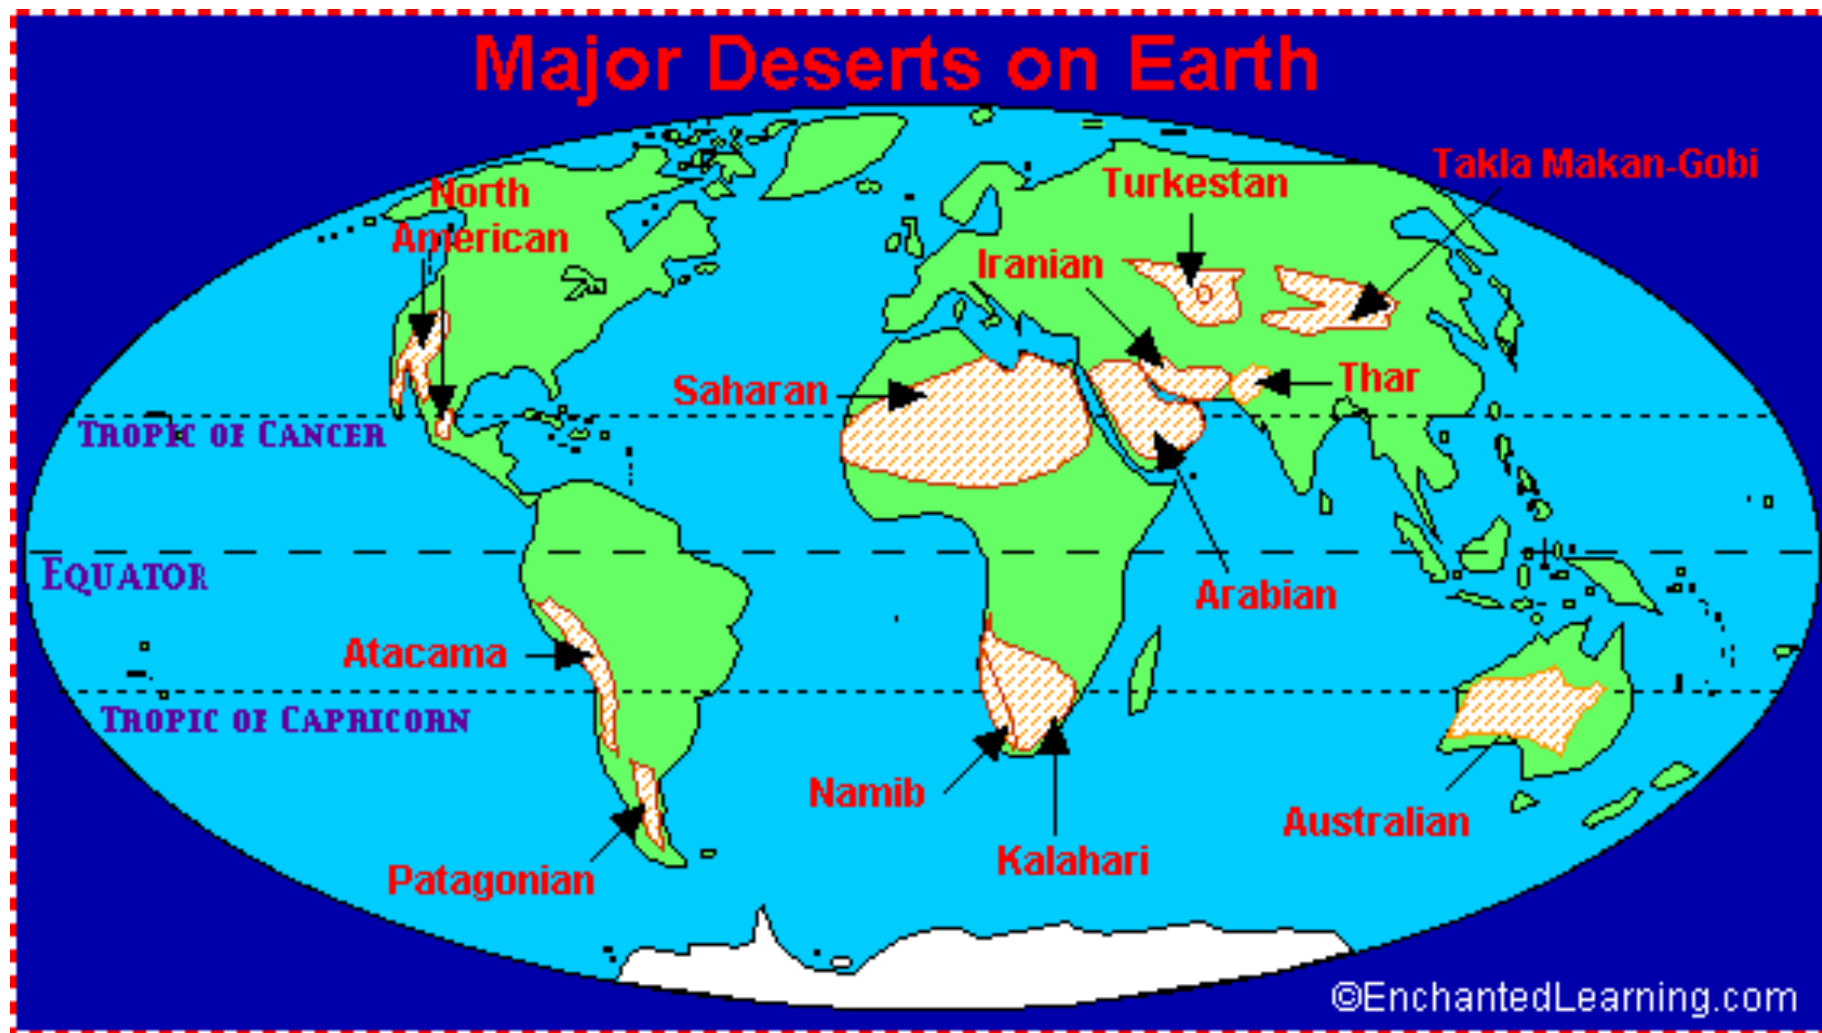 Major Deserts on Earth
North
American
Turkestan
Takla Makan-Gobi
Iranian
Saharan
Thar
Tropic of Cancer
Equator
Arabian
Atacama
Tropic of Capricorn
Namib
Kalahari
Australian
Patagonian
©EnchantedLearning.com